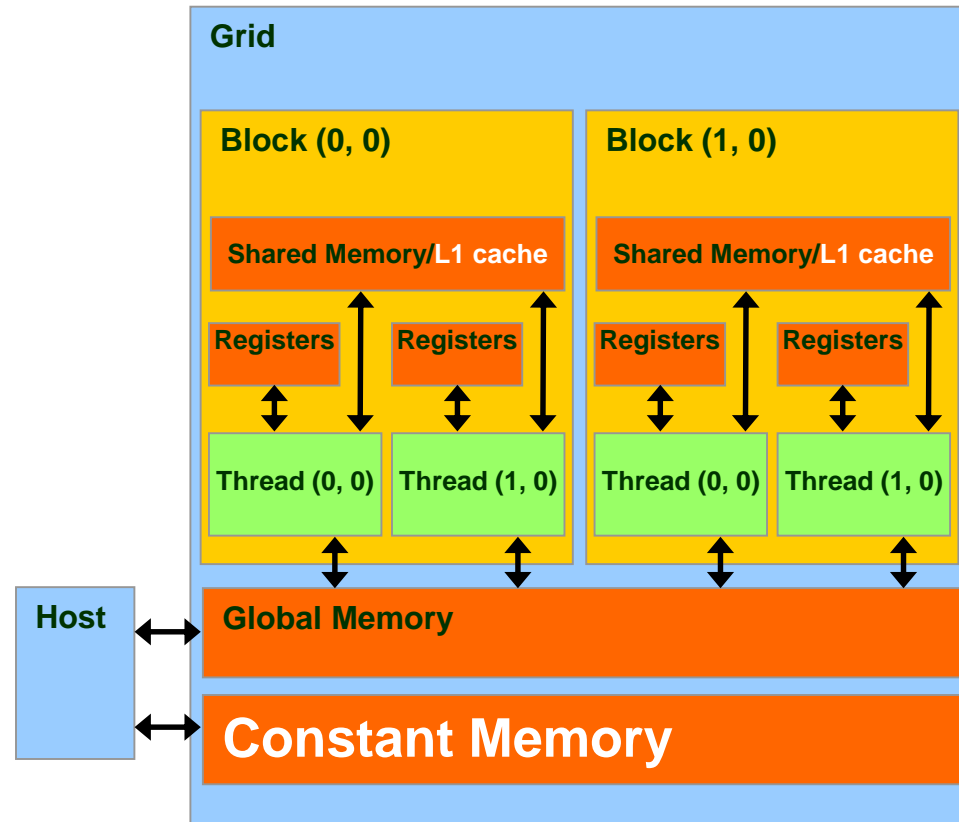 Grid
Block (0, 0)
Block (1, 0)
Shared Memory/L1 cache
Shared Memory/L1 cache
Registers
Registers
Registers
Registers
Thread (0, 0)
Thread (1, 0)
Thread (0, 0)
Thread (1, 0)
Host
Global Memory
Constant Memory